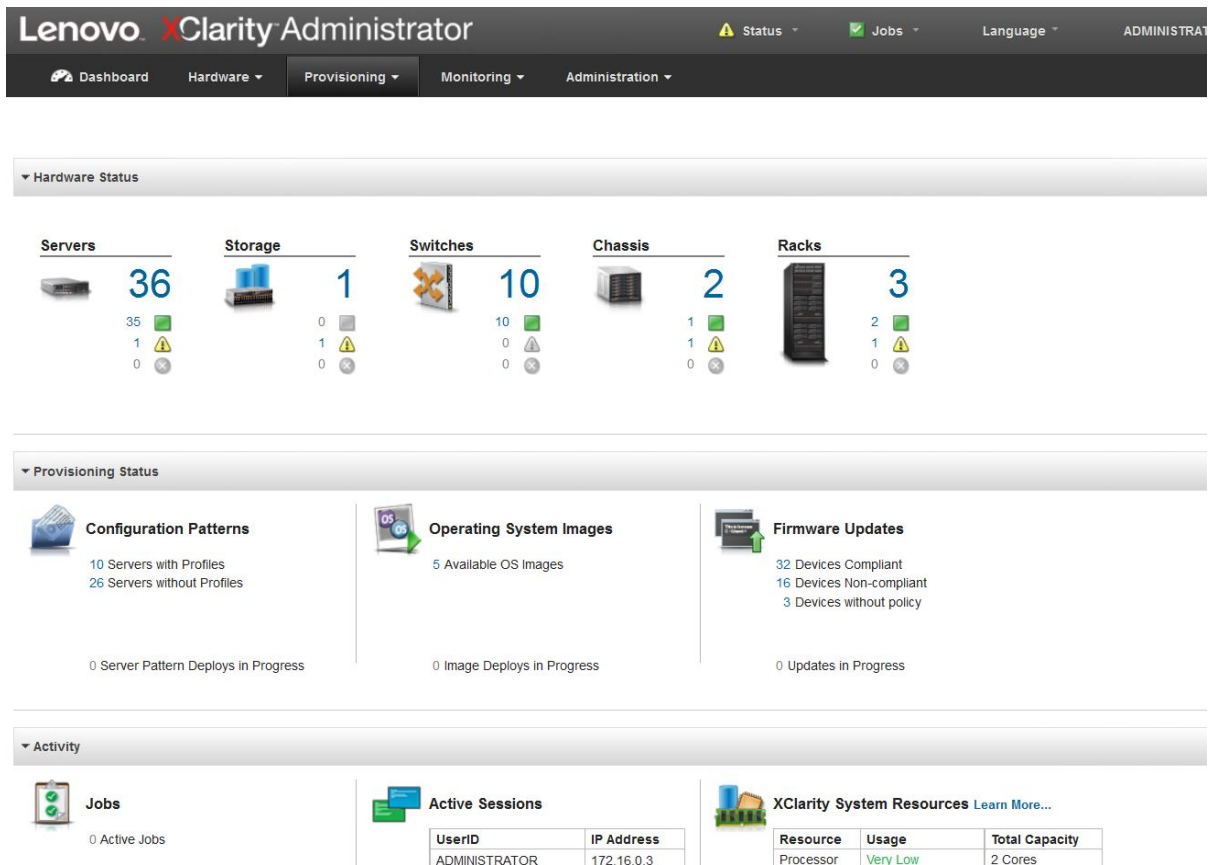 Lenovo XClarity Administrator
Status
Jobs
Language
ADMINISTRAT
Dashboard
Hardware
Provisioning
Monitoring
Administration
Hardware Status
Servers
36
35
1
0
Storage
1
0
1
0
Switches
10
10
0
0
Chassis
2
1
1
0
Racks
3
2
1
0
Provisioning Status
Configuration Patterns
10 Servers with Profiles
26 Servers without Profiles
0 Server Pattern Deploys in Progress
OS
OS
Operating System Images
5 Available OS Images
0 Image Deploys in Progress
Firmware Updates
32 Devices Compliant
16 Devices Non-compliant
3 Devices without policy
0 Updates in Progress
Activity
Jobs
0 Active Jobs
Active Sessions
UserID IP Address
ADMINISTRATOR 172.16.0.3
XClarity System Resources Learn More...
Resource Usage Total Capacity
Processor Very Low 2 Cores